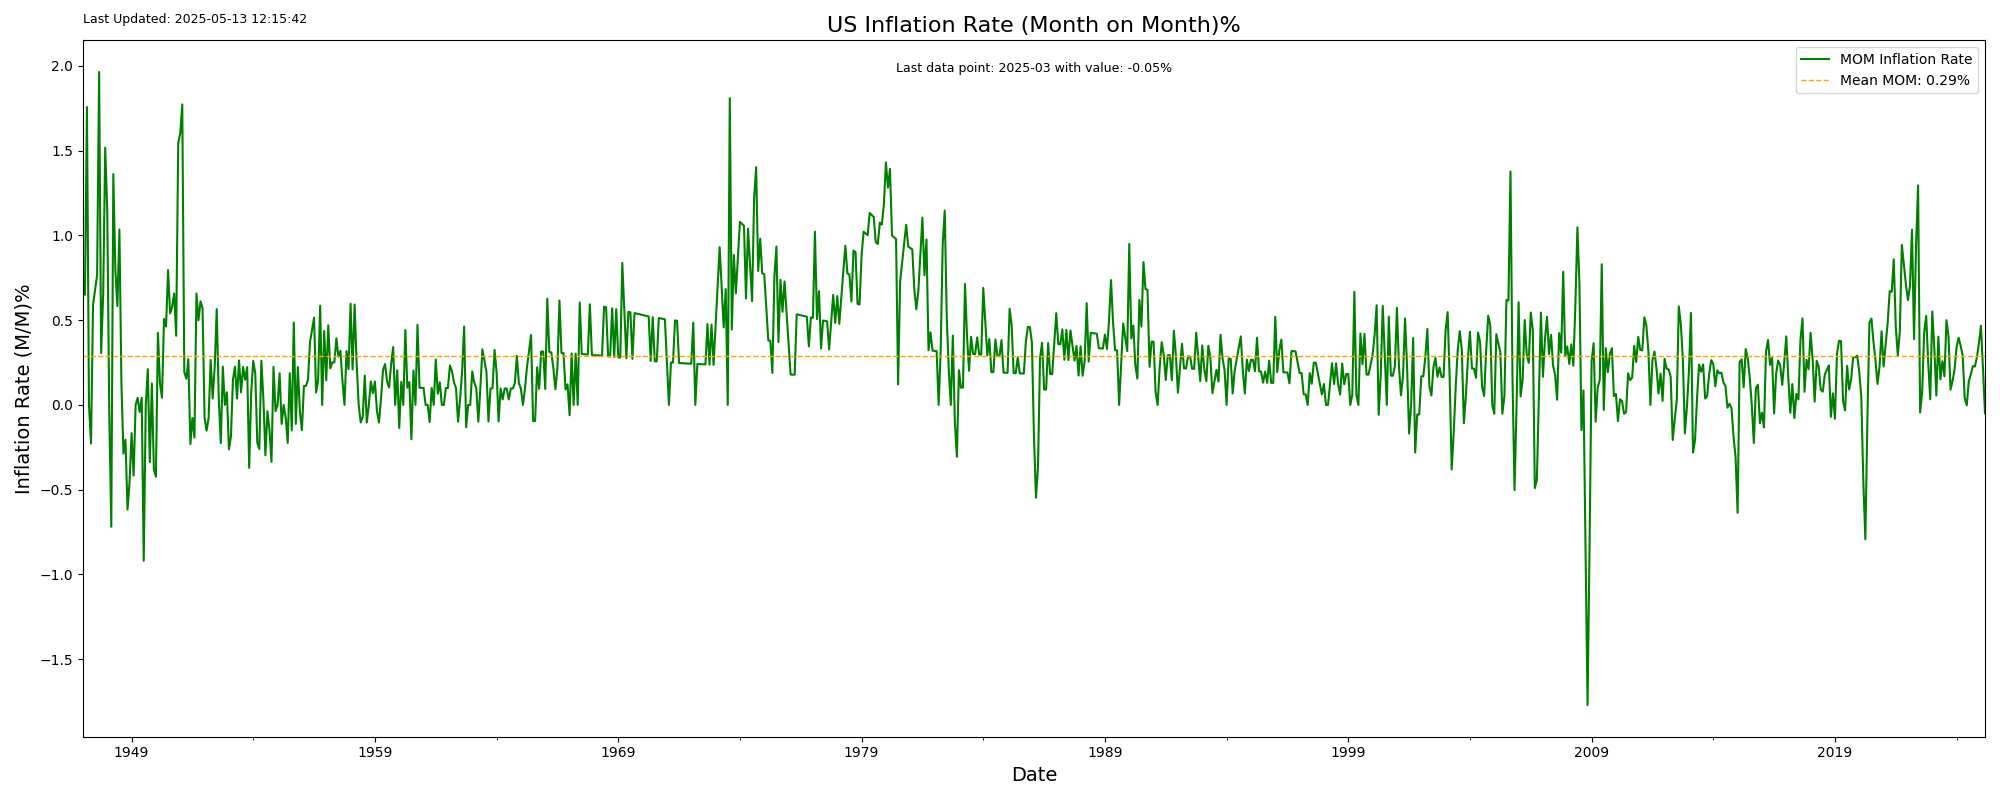 Last Updated: 2025-05-13 12:15:42
US Inflation Rate (Month on Month)%
Last data point: 2025-03 with value: -0.05%
MOM Inflation Rate
Mean MOM: 0.29%
Inflation Rate (M/M)%
2.0
1.5
1.0
0.5
0.0
−0.5
−1.0
−1.5
1949 1959 1969 1979 1989 1999 2009 2019
Date